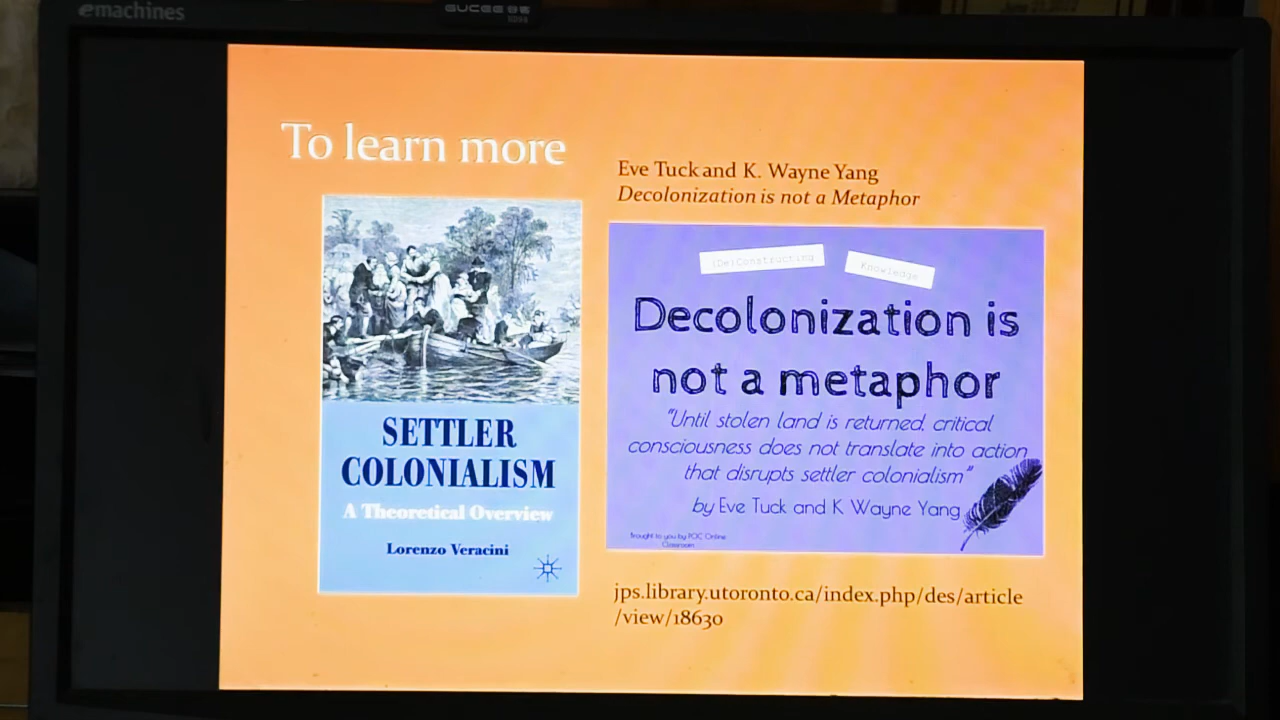 emachines
To learn more
Eve Tuck and K. Wayne Yang
Decolonization is not a Metaphor
(De)Constructing
Knowledge
Decolonization is
not a metaphor
"Until stolen land is returned, critical
consciousness does not translate into action
that disrupts settler colonialism"
by Eve Tuck and K Wayne Yang
Brought to you by POC Online
Classroom
SETTLER
COLONIALISM
A Theoretical Overview
Lorenzo Veracini
jps.library.utoronto.ca/index.php/des/article
/view/18630